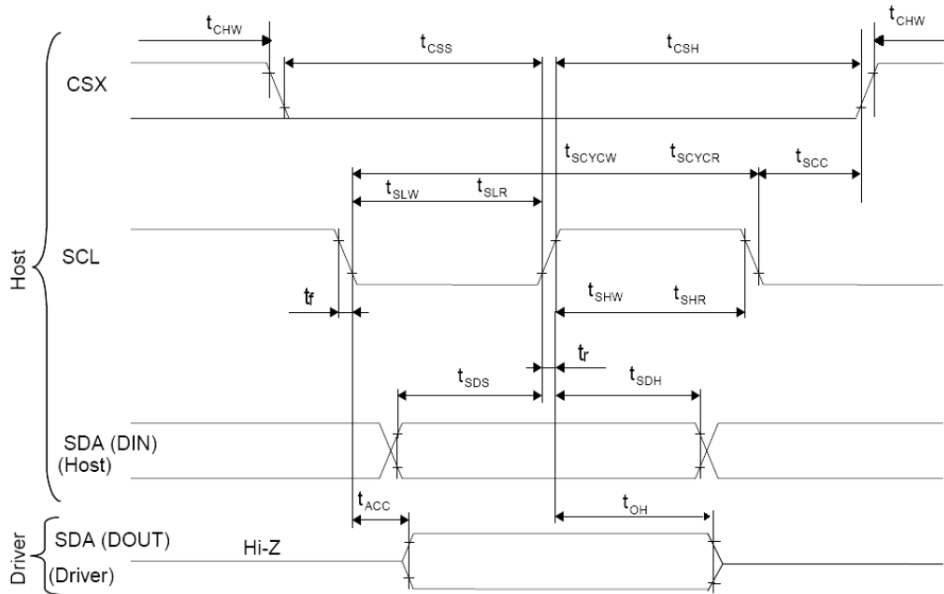 tCHW
tCHW
tCSS
tCSH
CSX
tSCYCW
tSCYCR
tSCC
tSLW
tSLR
Host
SCL
tSHW
tSHR
tf
tr
tSDS
tSDH
SDA (DIN)
(Host)
tACC
tOH
Driver
SDA (DOUT)
Hi-Z
(Driver)